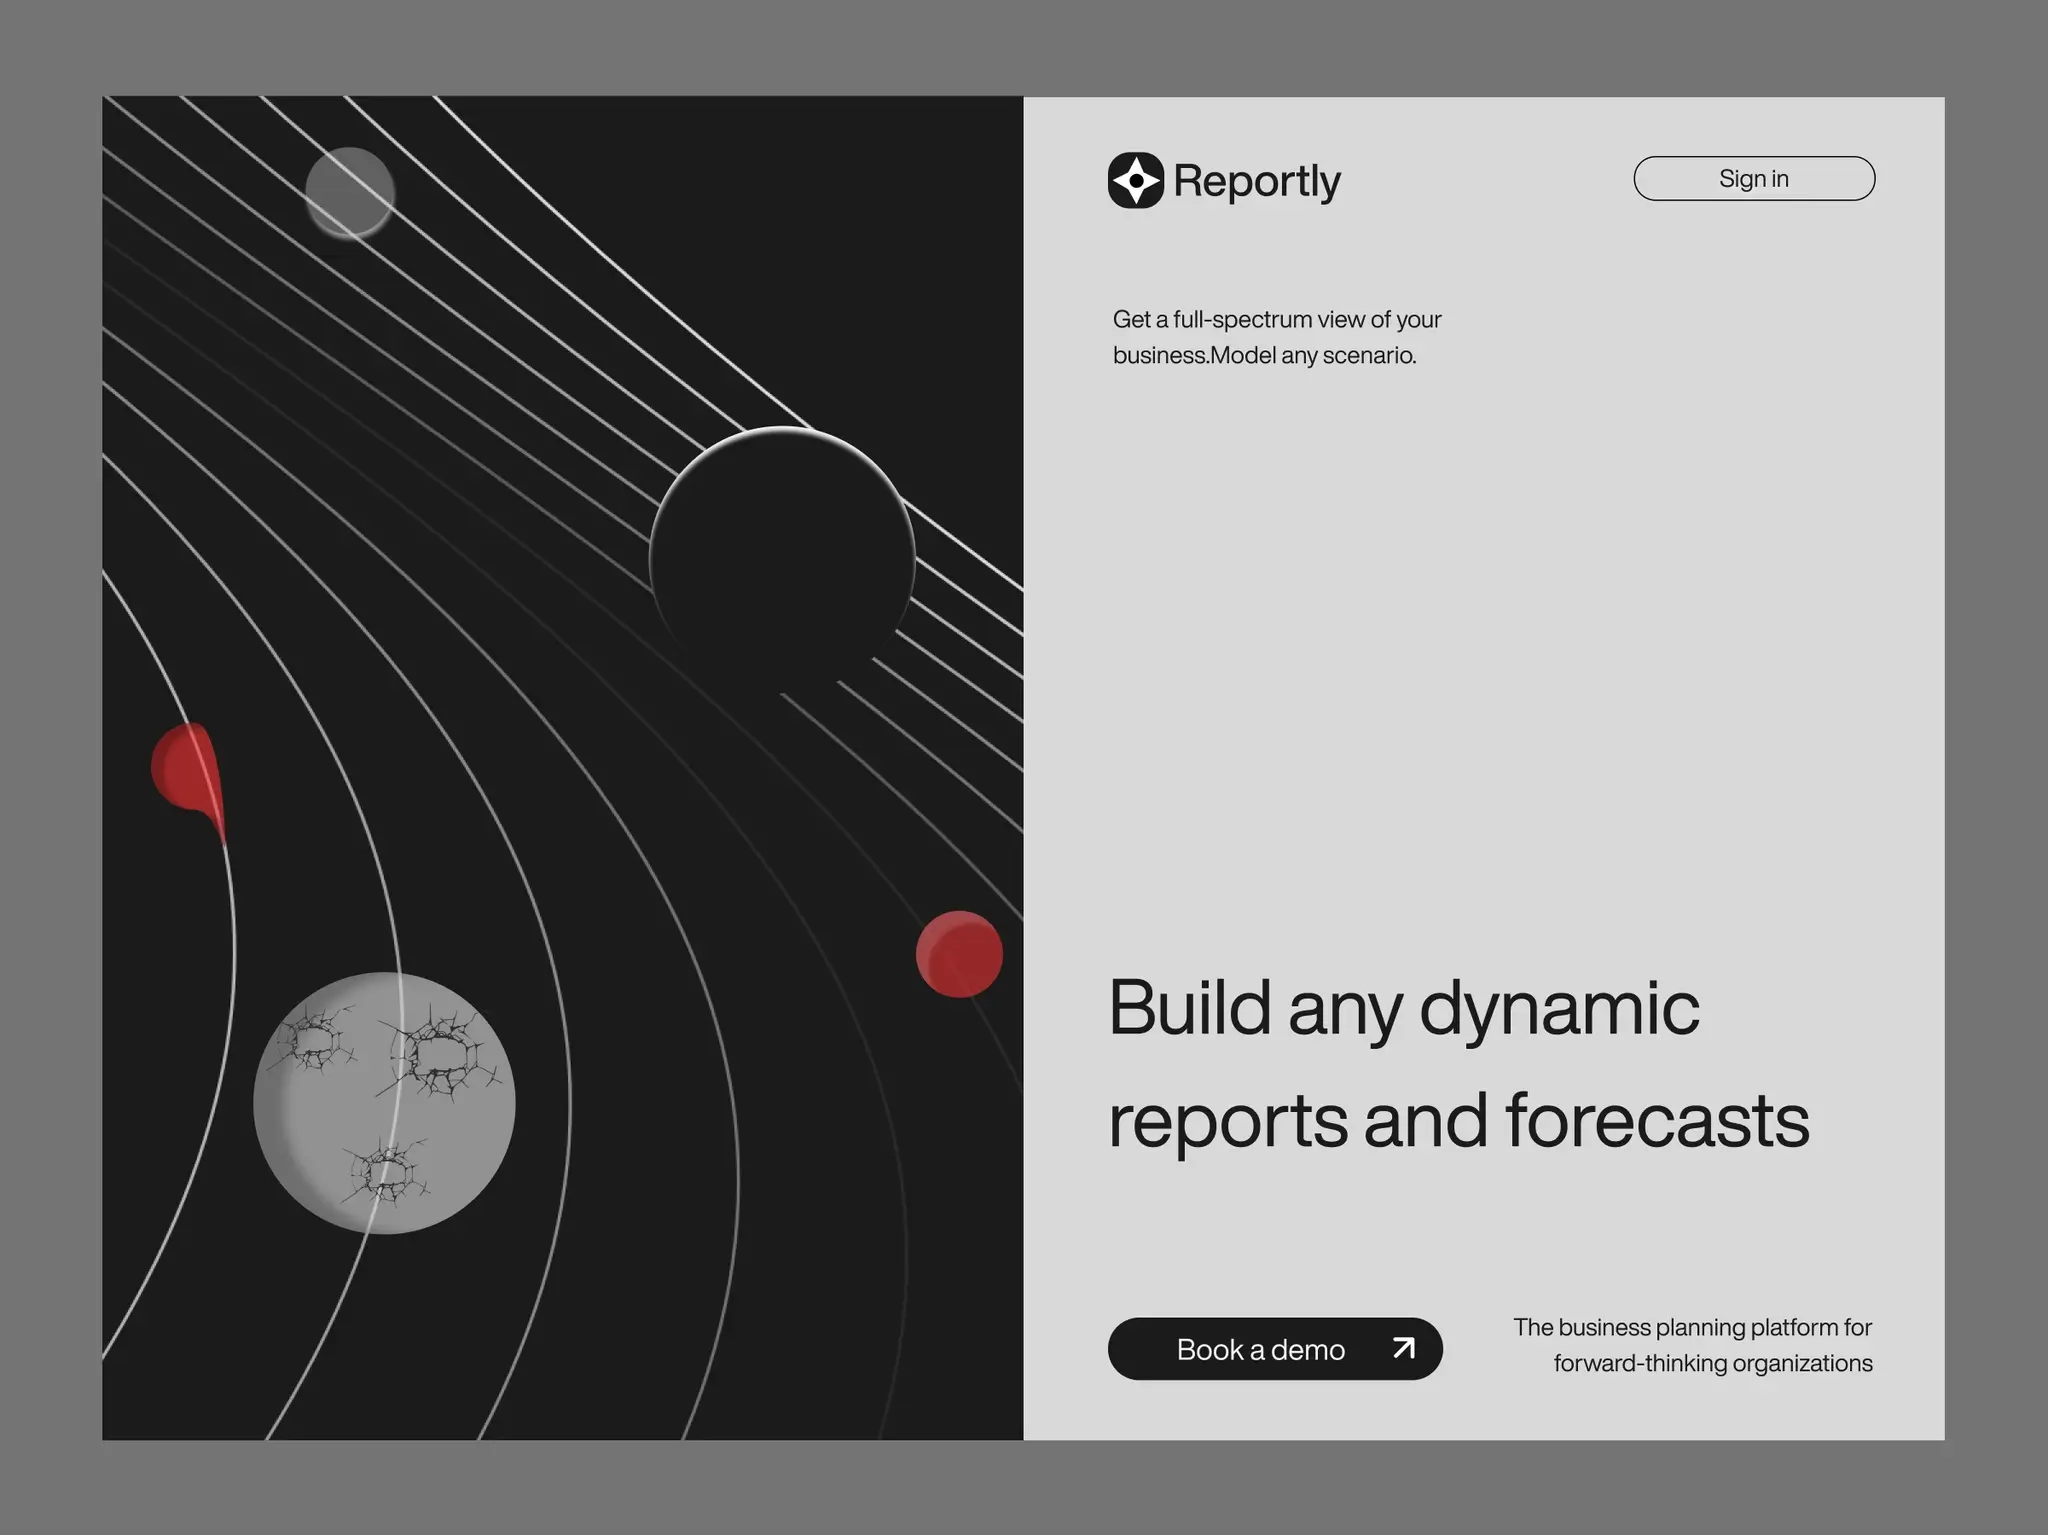 Reportly
Sign in
Get a full-spectrum view of your
business.Model any scenario.
Build any dynamic
reports and forecasts
Book a demo
The business planning platform for
forward-thinking organizations